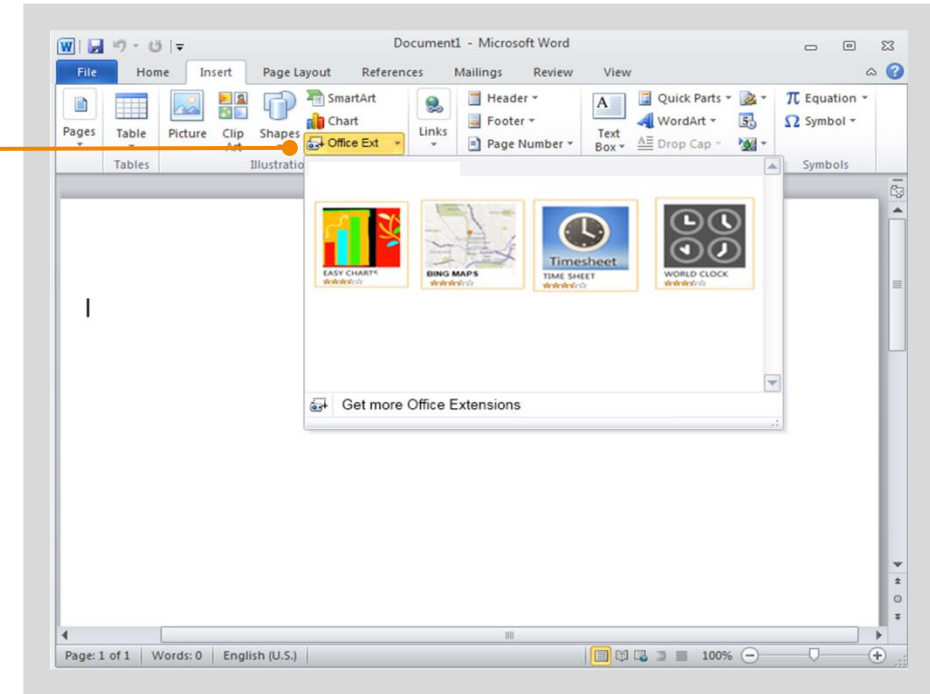 Document1 - Microsoft Word
File Home Insert Page Layout References Mailings Review View
Pages
Table
Tables
Picture
Clip Art
Shapes
SmartArt
Chart
Office Ext
Links
Header
Footer
Page Number
A
Text Box
Quick Parts
WordArt
Drop Cap
π Equation
Ω Symbol
Symbols
EASY CHARTS
BING MAPS
Timesheet
TIME SHEET
WORLD CLOCK
Get more Office Extensions
Page: 1 of 1 Words: 0 English (U.S.) 100%